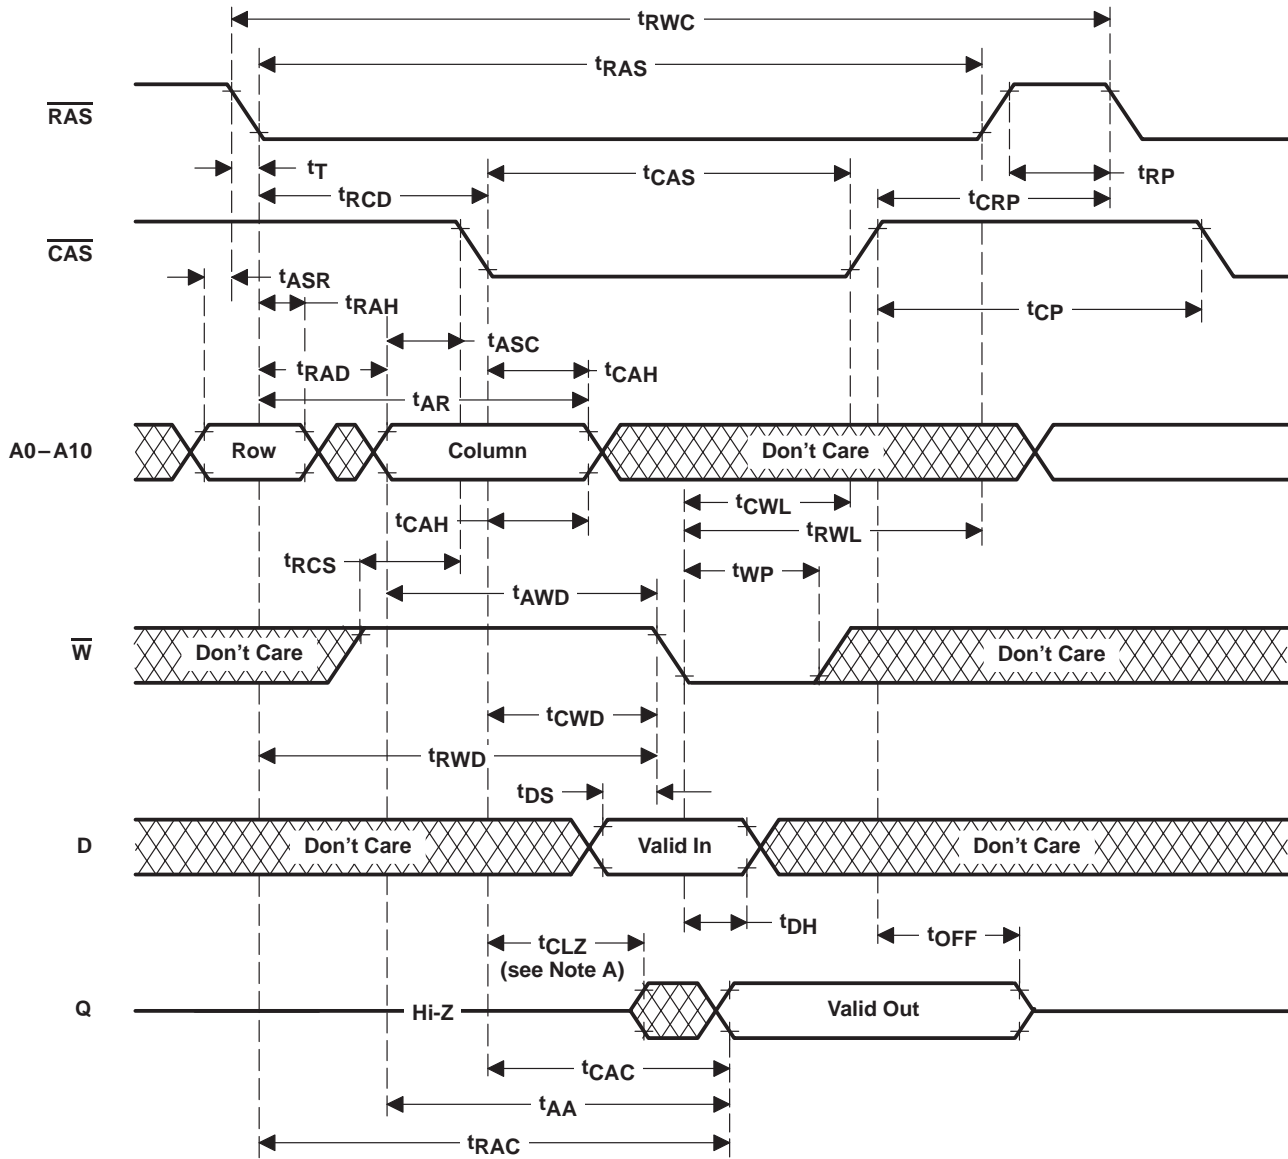 tRWC
tRAS
RAS
tT
tCAS
tRP
tRCD
tCRP
CAS
tASR
tRAH
tCP
tASC
tRAD
tCAH
tAR
A0–A10
Row
Column
Don't Care
tCWL
tCAH
tRWL
tRCS
tWP
tAWD
W
Don't Care
Don't Care
tCWD
tRWD
tDS
D
Don't Care
Valid In
Don't Care
tDH
tOFF
tCLZ
(see Note A)
Q
Hi-Z
Valid Out
tCAC
tAA
tRAC